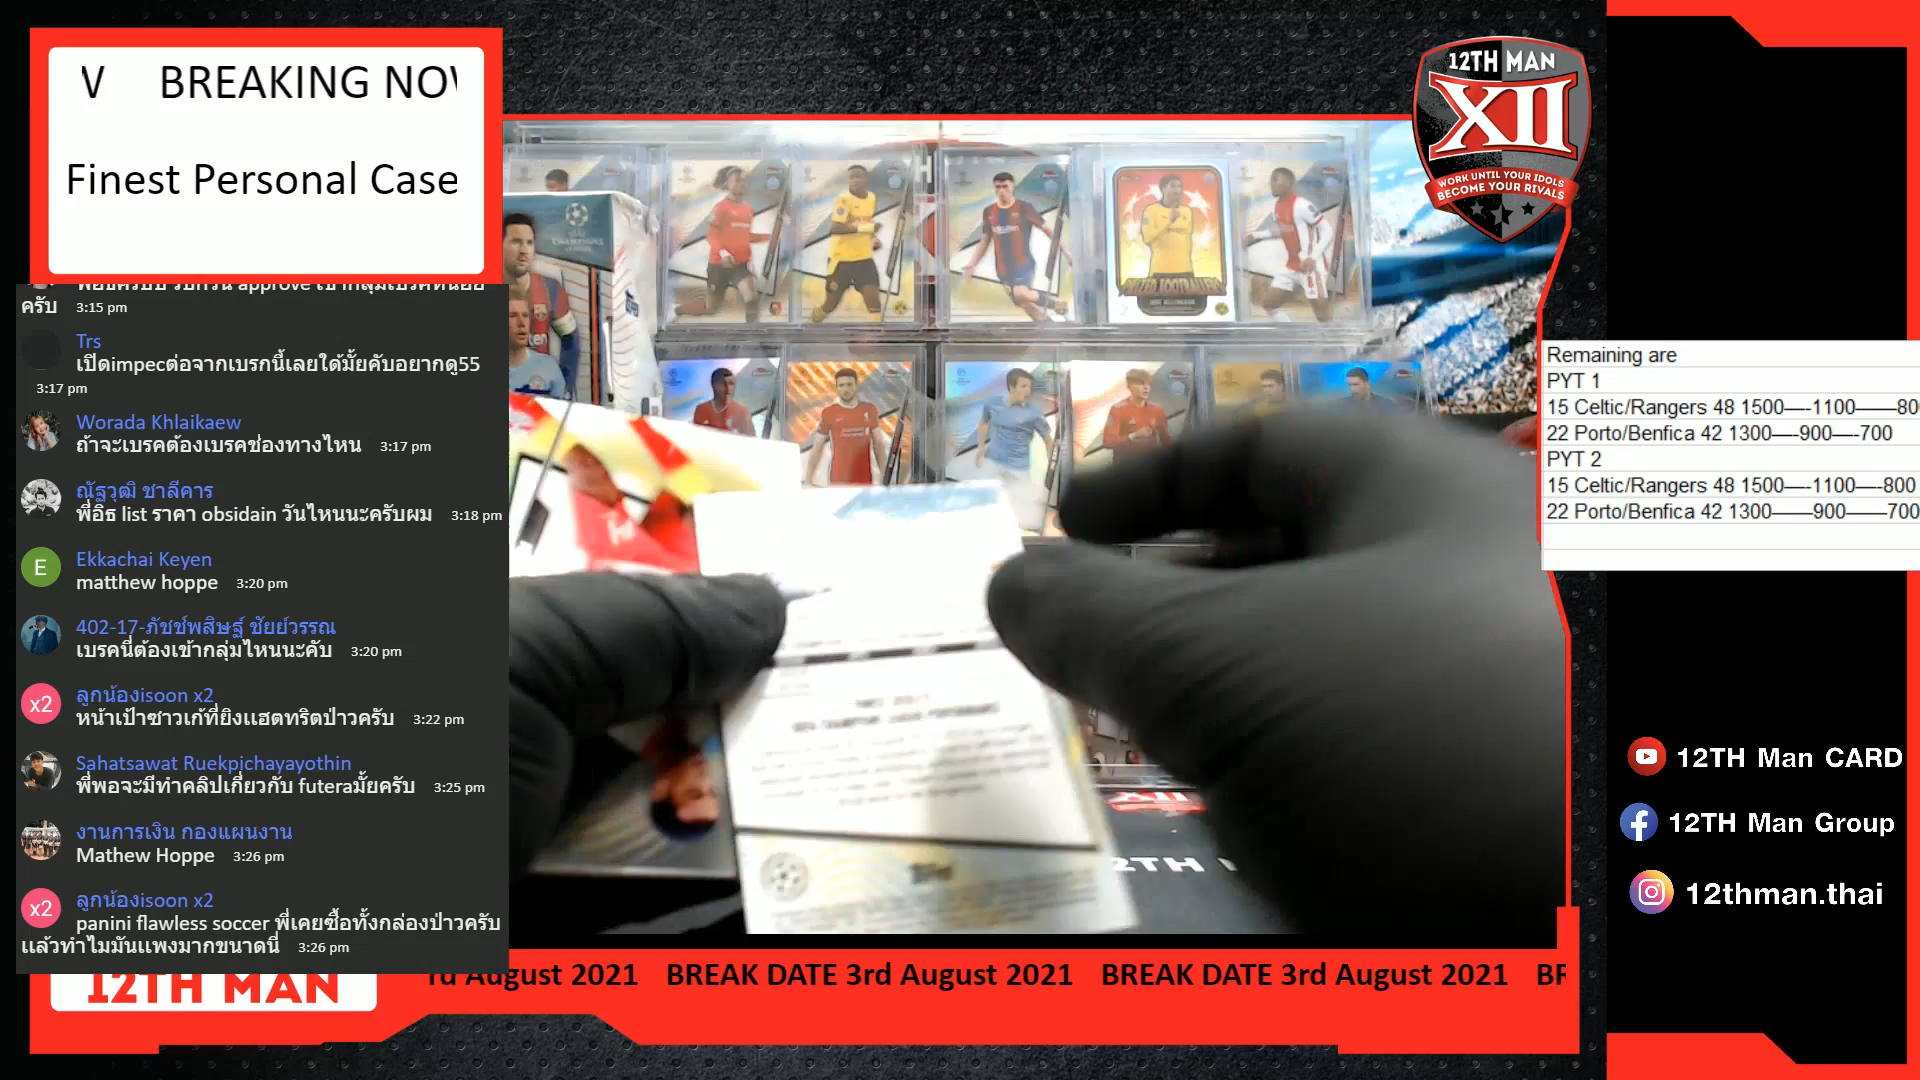 V BREAKING NOW
Finest Personal Case
ครับ 3:15 pm
Trs
เปิดimpecต่อจากเบรกนี้เลยใด้มั้ยคับอยากดู55
3:17 pm
Worada Khlaikaew
ถ้าจะเบรคต้องเบรคช่องทางไหน 3:17 pm
ณัฐวุฒิ ชาลีคาร
พี่อิธ list ราคา obsidain วันไหนนะครับผม 3:18 pm
E
Ekkachai Keyen
matthew hoppe 3:20 pm
402-17-ภัชช์พสิษฐ์ ชัยย์วรรณ
เบรคนี่ต้องเข้ากลุ่มไหนนะคับ 3:20 pm
x2
ลูกน้องisoon x2
หน้าเป้าซาวเก้ที่ยิงแฮตทริตป่าวครับ 3:22 pm
Sahatsawat Ruekpichayayothin
พี่พอจะมีทำคลิปเกี่ยวกับ futeraมั้ยครับ 3:25 pm
งานการเงิน กองแผนงาน
Mathew Hoppe 3:26 pm
x2
ลูกน้องisoon x2
panini flawless soccer พี่เคยซื้อทั้งกล่องป่าวครับ
แล้วทำไมมันแพงมากขนาดนี่ 3:26 pm
12TH MAN
rd August 2021 BREAK DATE 3rd August 2021 BREAK DATE 3rd August 2021 BR
12TH MAN
XII
WORK UNTIL YOUR IDOLS
BECOME YOUR RIVALS
Remaining are
PYT 1
15 Celtic/Rangers 48 1500—-1100——80
22 Porto/Benfica 42 1300—-900—-700
PYT 2
15 Celtic/Rangers 48 1500—-1100—-800
22 Porto/Benfica 42 1300——900——700
12TH Man CARD
12TH Man Group
12thman.thai
12TH